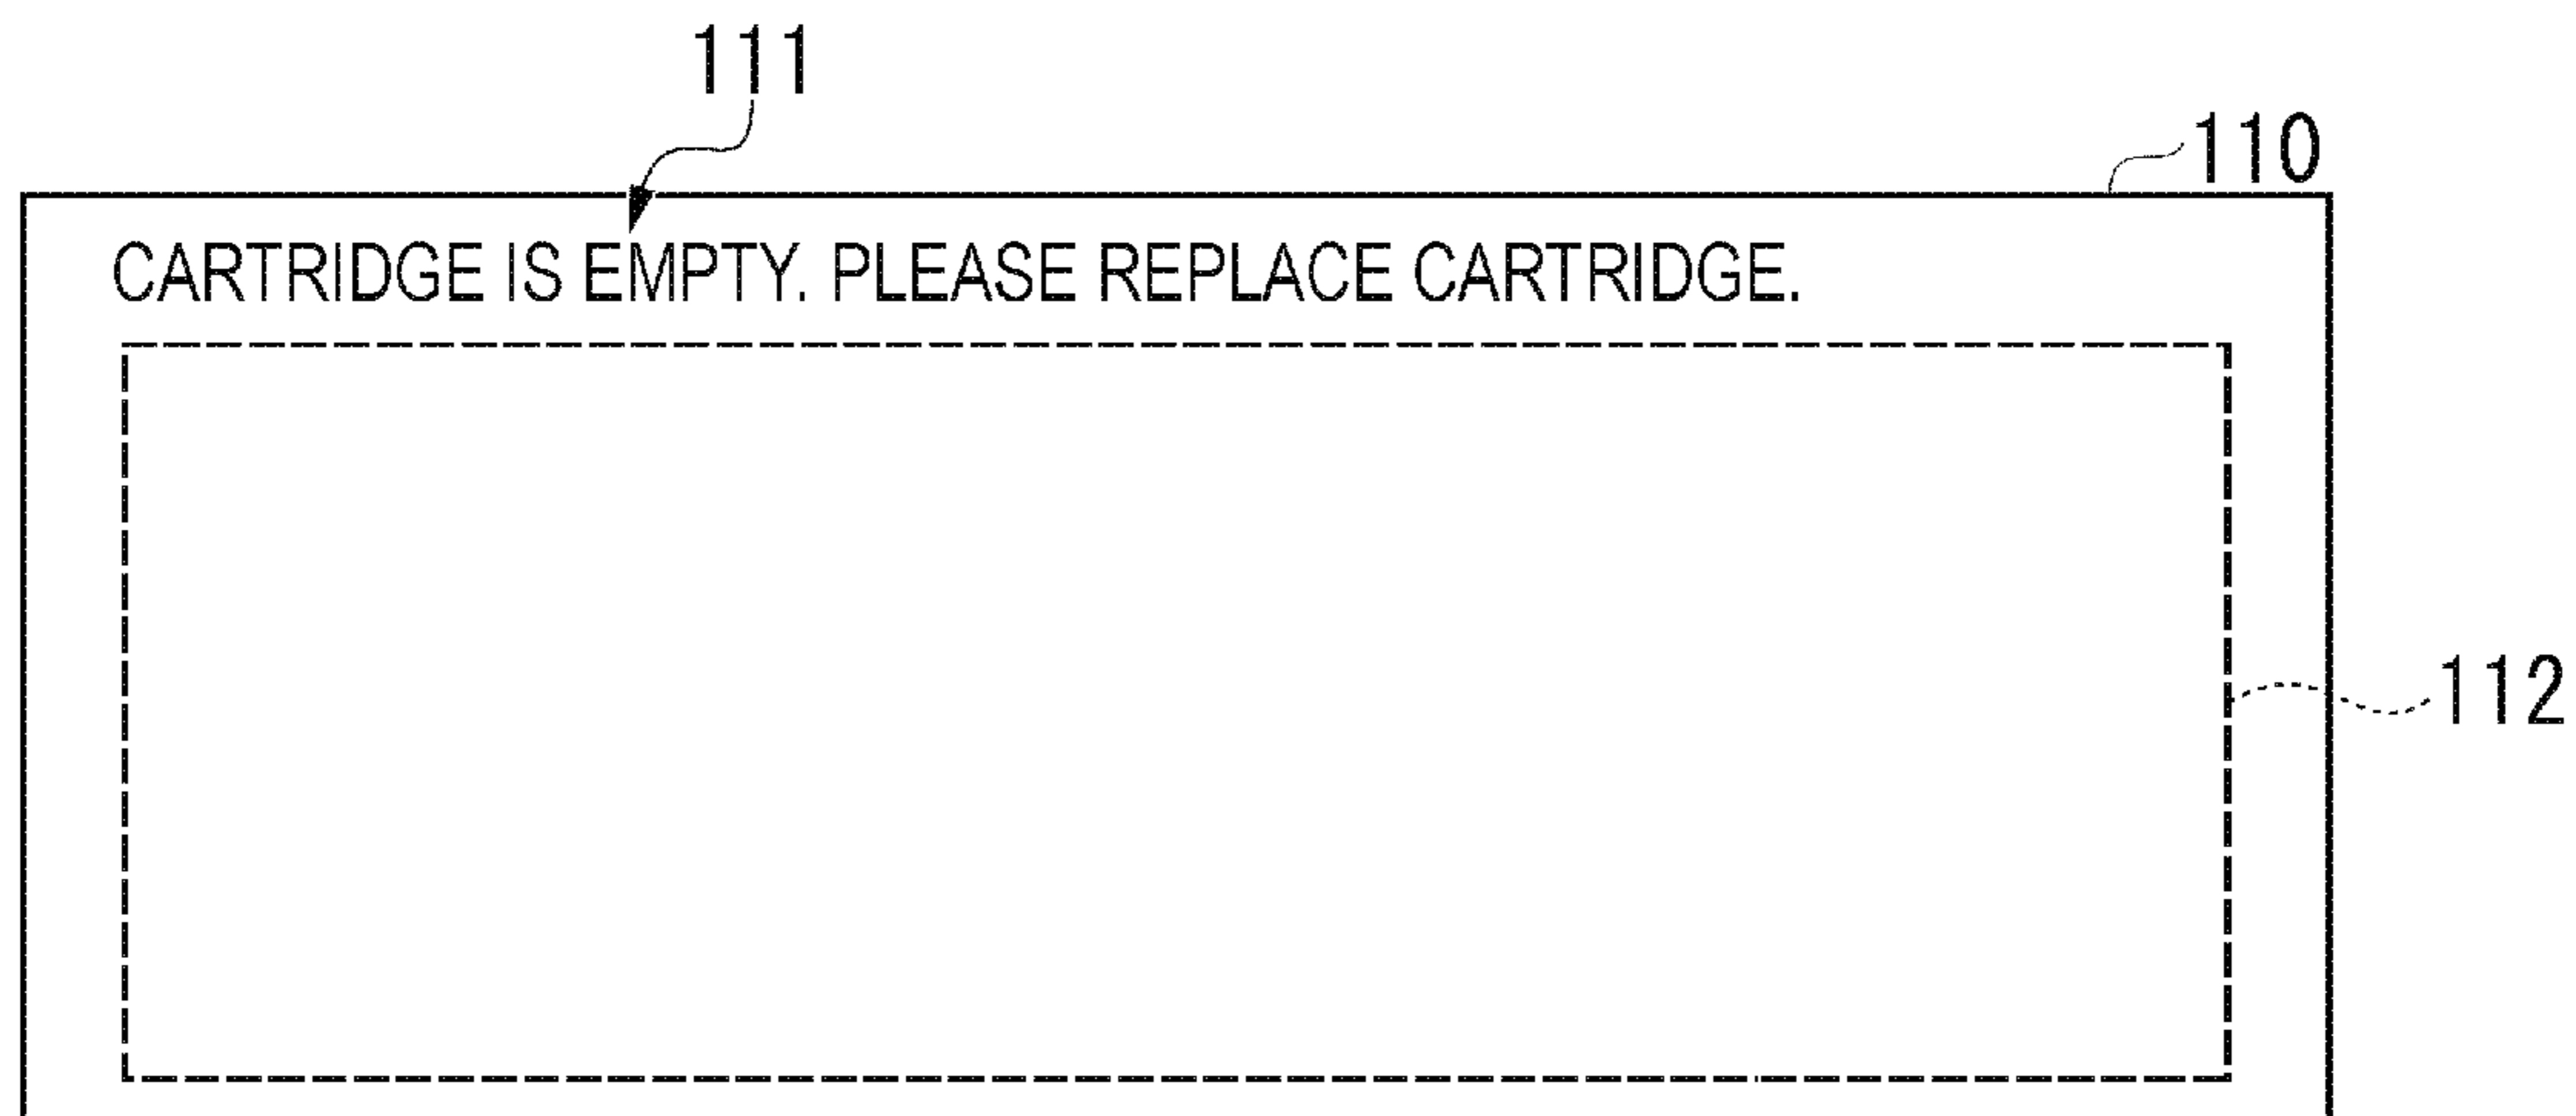 111
110
CARTRIDGE IS EMPTY. PLEASE REPLACE CARTRIDGE.
112